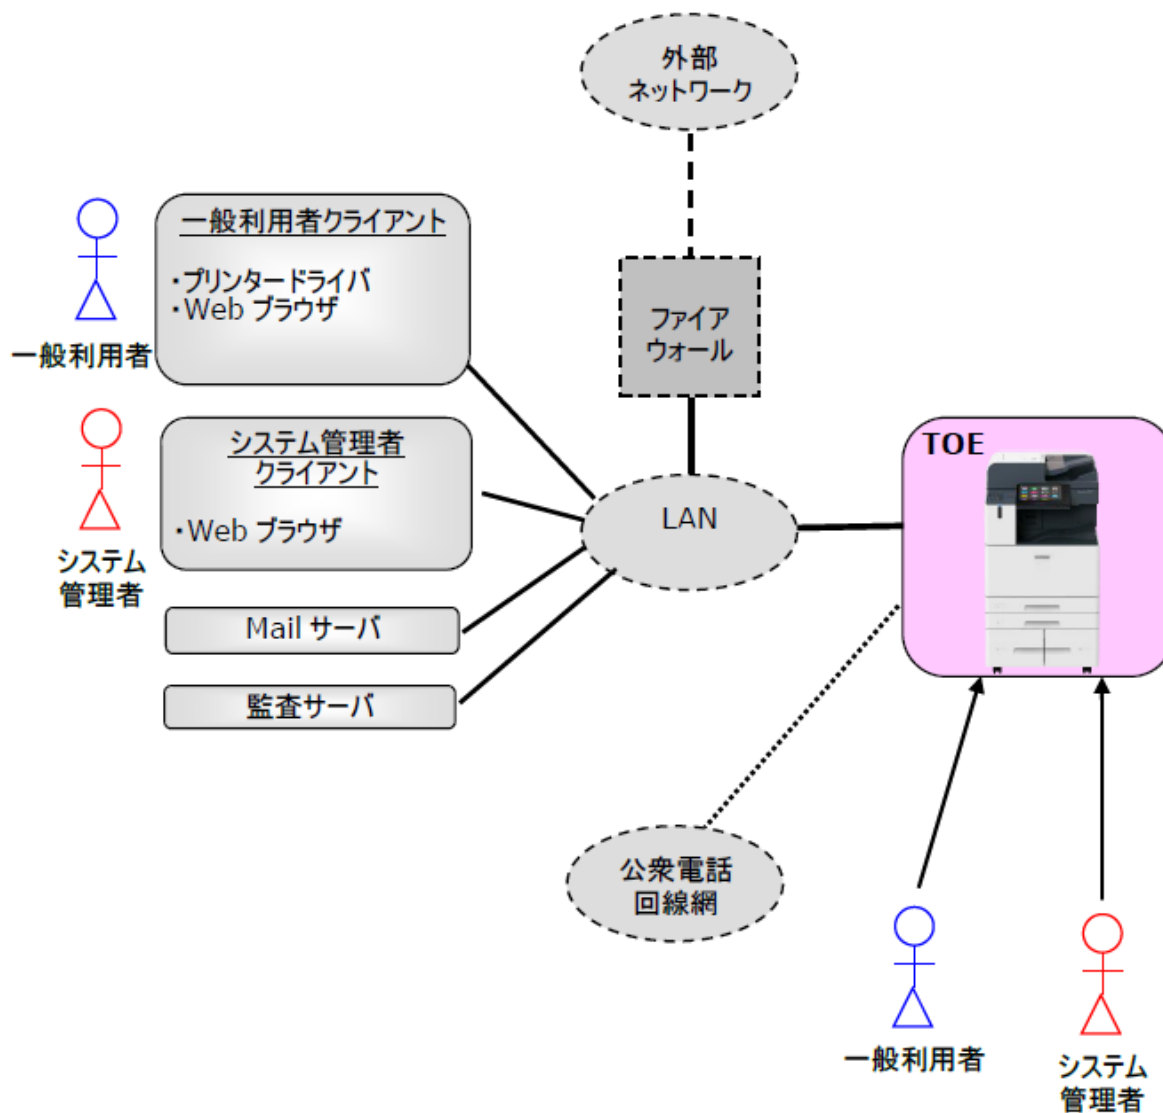 外部
ネットワーク
一般利用者クライアント
・プリンタードライバ
・Web ブラウザ
一般利用者
ファイア
ウォール
システム管理者
クライアント
・Web ブラウザ
システム
管理者
LAN
TOE
Mail サーバ
監査サーバ
公衆電話
回線網
一般利用者
システム
管理者